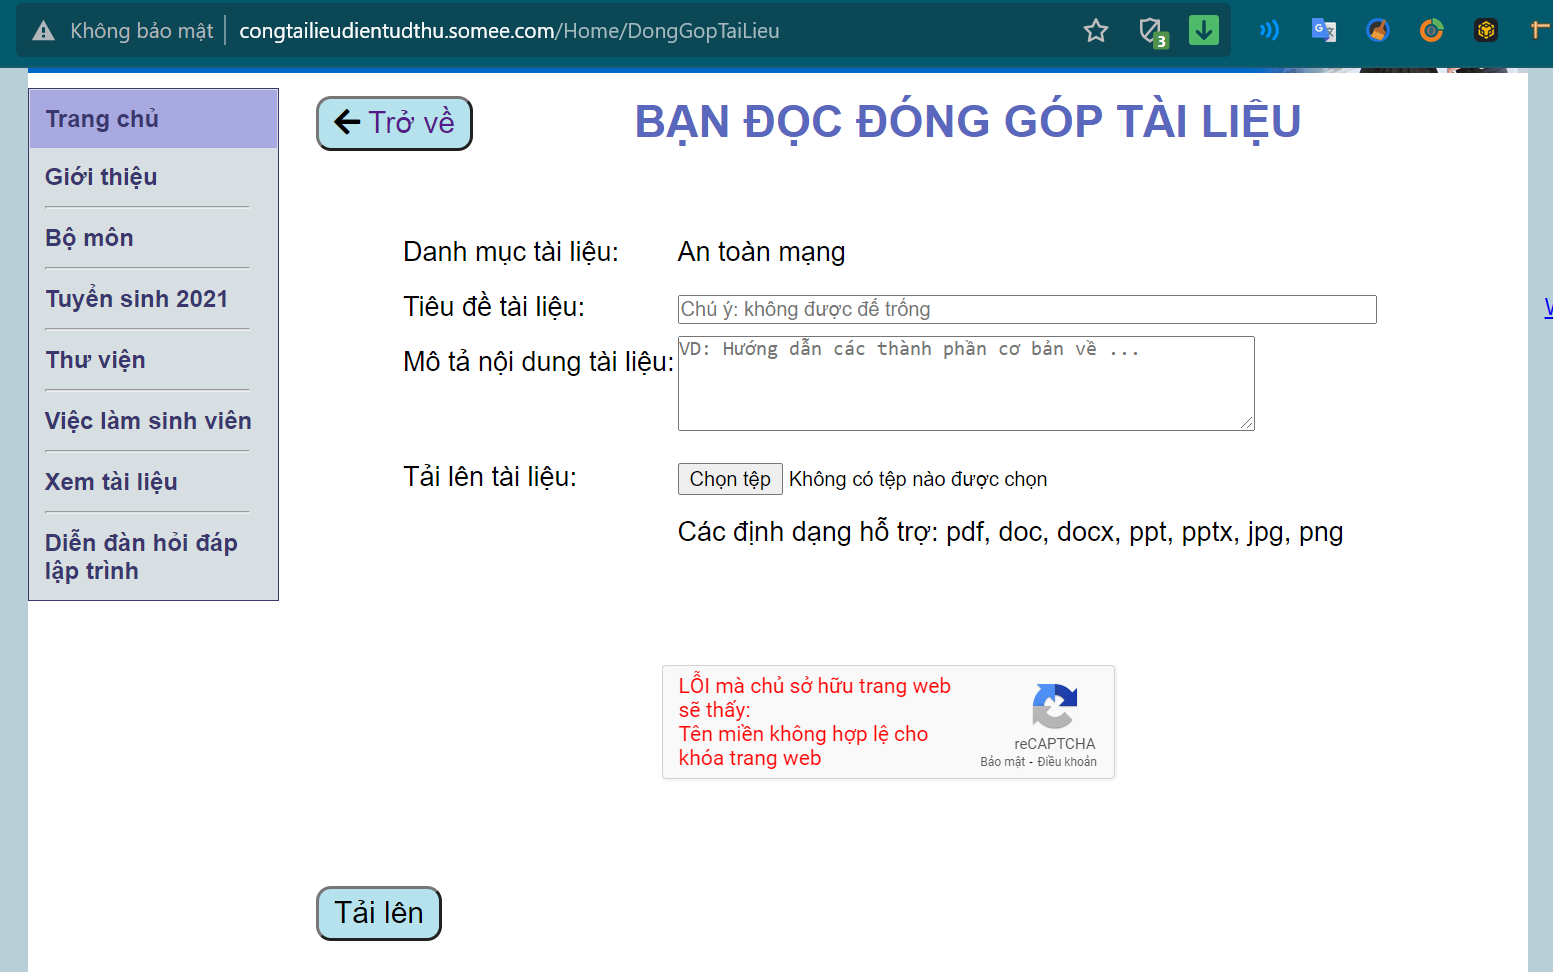 Không bảo mật congtailieudientudthu.somee.com/Home/DongGopTaiLieu
3
Trang chủ
Giới thiệu
Bộ môn
Tuyển sinh 2021
Thư viện
Việc làm sinh viên
Xem tài liệu
Diễn đàn hỏi đáp
lập trình
Trở về
BẠN ĐỌC ĐÓNG GÓP TÀI LIỆU
Danh mục tài liệu: An toàn mạng
Tiêu đề tài liệu: Chú ý: không được đế trống
Mô tả nội dung tài liệu: VD: Hướng dẫn các thành phần cơ bản về ...
Tải lên tài liệu: Chọn tệp Không có tệp nào được chọn
Các định dạng hỗ trợ: pdf, doc, docx, ppt, pptx, jpg, png
LỖI mà chủ sở hữu trang web
sẽ thấy:
Tên miền không hợp lệ cho
khóa trang web
reCAPTCHA
Bảo mật - Điều khoản
Tải lên